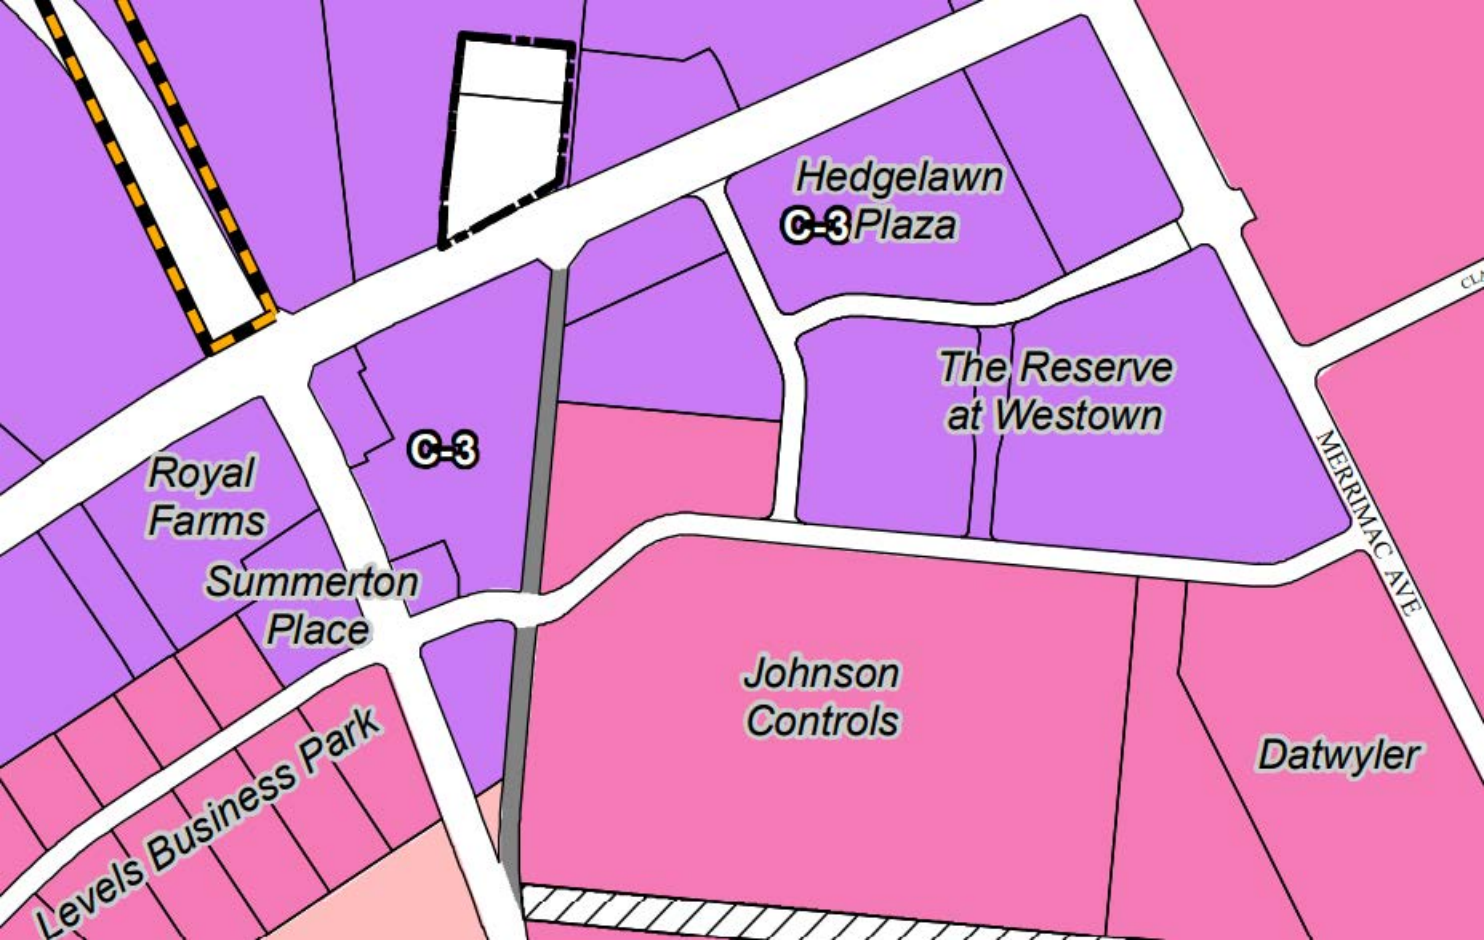 Hedgelawn
C-3 Plaza
The Reserve
at Westown
MERRIMAC AVE
C-3
Royal
Farms
Summerton
Place
Johnson
Controls
Datwyler
Levels Business Park